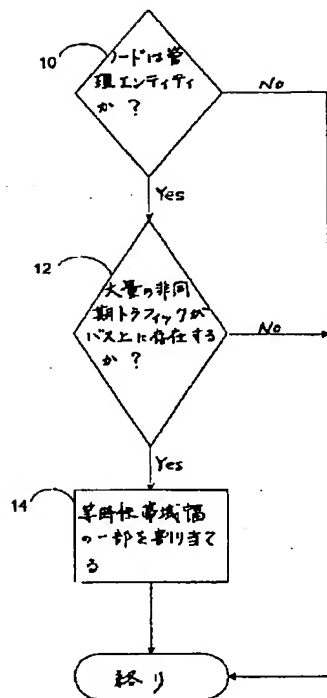 10
ノードは管
理エンティティ
か?
No
Yes
12
大量の非同
期トラフィックが
バス上に存在する
か?
No
Yes
14
等時性帯域幅
の一部を割り当て
る
終り